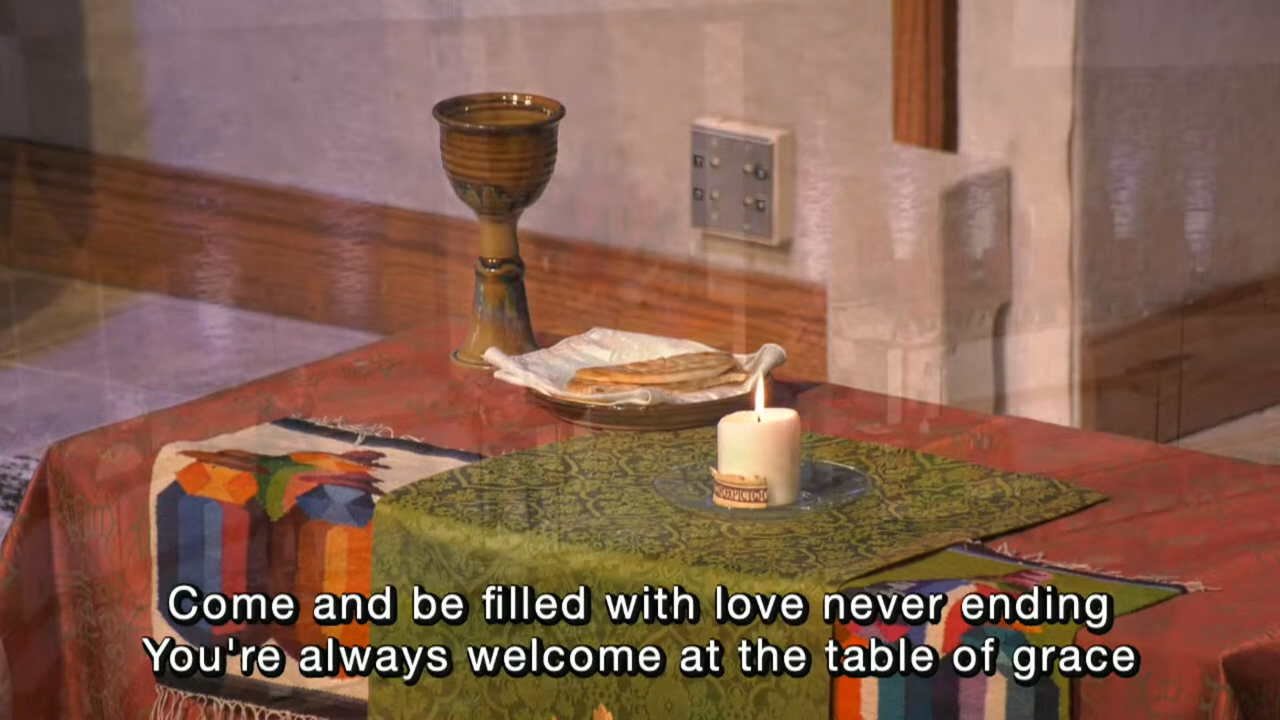 Come and be filled with love never ending
You're always welcome at the table of grace